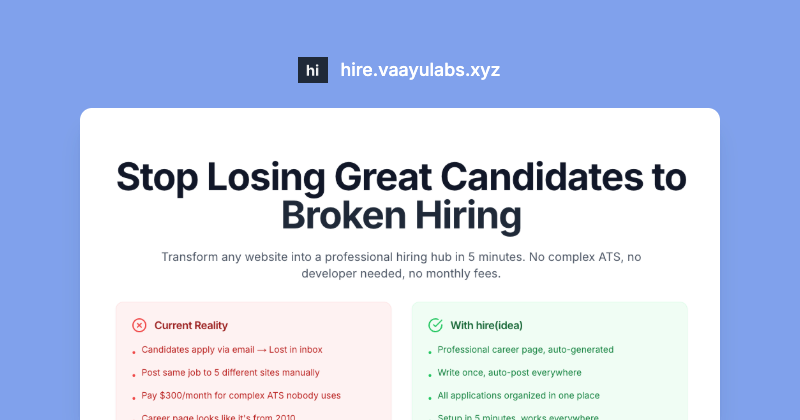 hi hire.vaayulabs.xyz
Stop Losing Great Candidates to
Broken Hiring
Transform any website into a professional hiring hub in 5 minutes. No complex ATS, no
developer needed, no monthly fees.
Current Reality
• Candidates apply via email → Lost in inbox
• Post same job to 5 different sites manually
• Pay $300/month for complex ATS nobody uses
Career page looks like it's from 2010
With hire(idea)
• Professional career page, auto-generated
• Write once, auto-post everywhere
• All applications organized in one place
Setup in 5 minutes, works everywhere